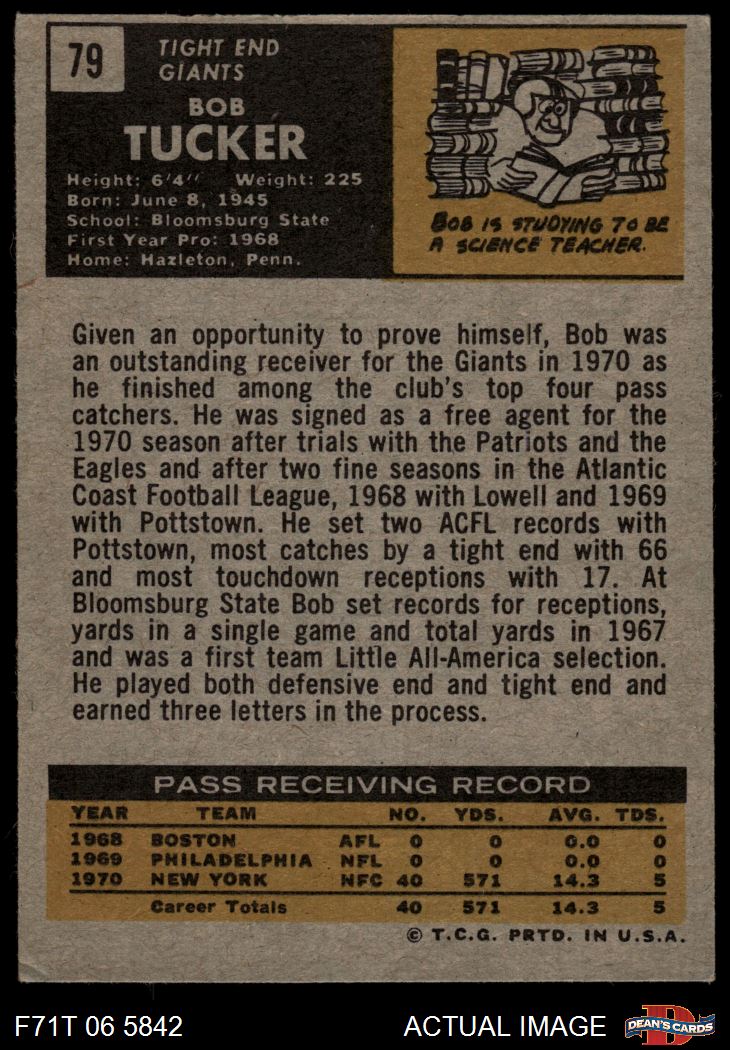 79
TIGHT END
GIANTS
BOB
TUCKER
Height: 6'4" Weight: 225
Born: June 8, 1945
School: Bloomsburg State
First Year Pro: 1968
Home: Hazleton, Penn.
BOB IS STUDYING TO BE
A SCIENCE TEACHER.
Given an opportunity to prove himself, Bob was
an outstanding receiver for the Giants in 1970 as
he finished among the club's top four pass
catchers. He was signed as a free agent for the
1970 season after trials with the Patriots and the
Eagles and after two fine seasons in the Atlantic
Coast Football League, 1968 with Lowell and 1969
with Pottstown. He set two ACFL records with
Pottstown, most catches by a tight end with 66
and most touchdown receptions with 17. At
Bloomsburg State Bob set records for receptions,
yards in a single game and total yards in 1967
and was a first team Little All-America selection.
He played both defensive end and tight end and
earned three letters in the process.
PASS RECEIVING RECORD
YEAR TEAM NO. YDS. AVG. TDS.
1968 BOSTON AFL 0 0 0.0 0
1969 PHILADELPHIA NFL 0 0 0.0 0
1970 NEW YORK NFC 40 571 14.3 5
Career Totals 40 571 14.3 5
© T.C.G. PRTD. IN U.S.A.
F71T 06 5842 ACTUAL IMAGE D DEAN'S CARDS